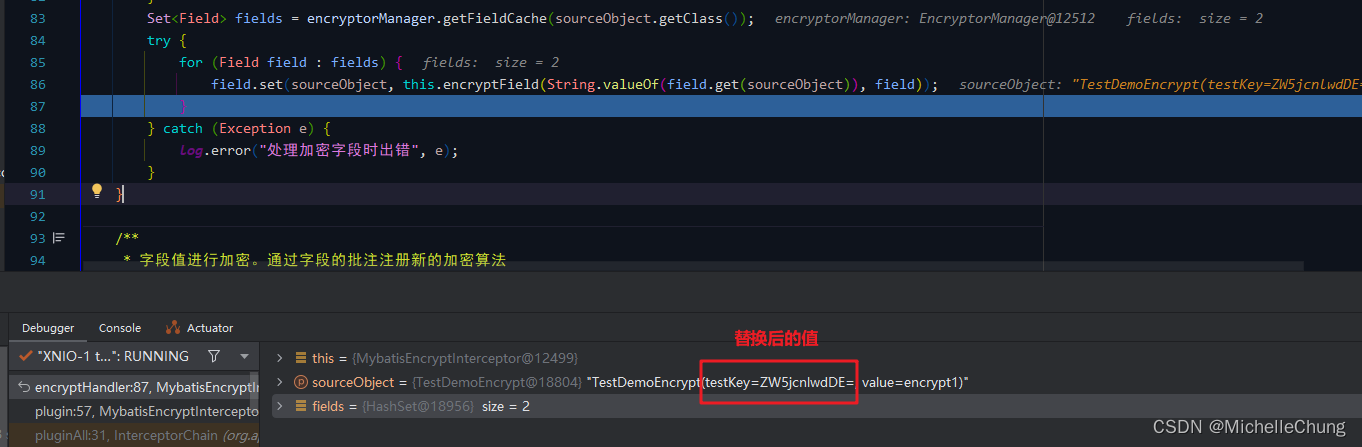 83 Set<Field> fields = encryptorManager.getFieldCache(sourceObject.getClass()); encryptorManager: EncryptorManager@12512 fields: size = 2
84 try {
85 for (Field field : fields) { fields: size = 2
86 field.set(sourceObject, this.encryptField(String.valueOf(field.get(sourceObject)), field)); sourceObject: "TestDemoEncrypt(testKey=ZW5jcnlwdDE=
87 }
88 } catch (Exception e) {
89 log.error("处理加密字段时出错", e);
90 }
91 }
92
93 /**
94 * 字段值进行加密。通过字段的批注注册新的加密算法
Debugger Console Actuator
替换后的值
"XNIO-1 t...": RUNNING
this = {MybatisEncryptInterceptor@12499}
encryptHandler:87, MybatisEncryptIn
sourceObject = {TestDemoEncrypt@18804} "TestDemoEncrypt(testKey=ZW5jcnlwdDE=, value=encrypt1)"
plugin:57, MybatisEncryptInterceptor
fields = {HashSet@18956} size = 2
pluginAll:31, InterceptorChain (org.a
CSDN @MichelleChung